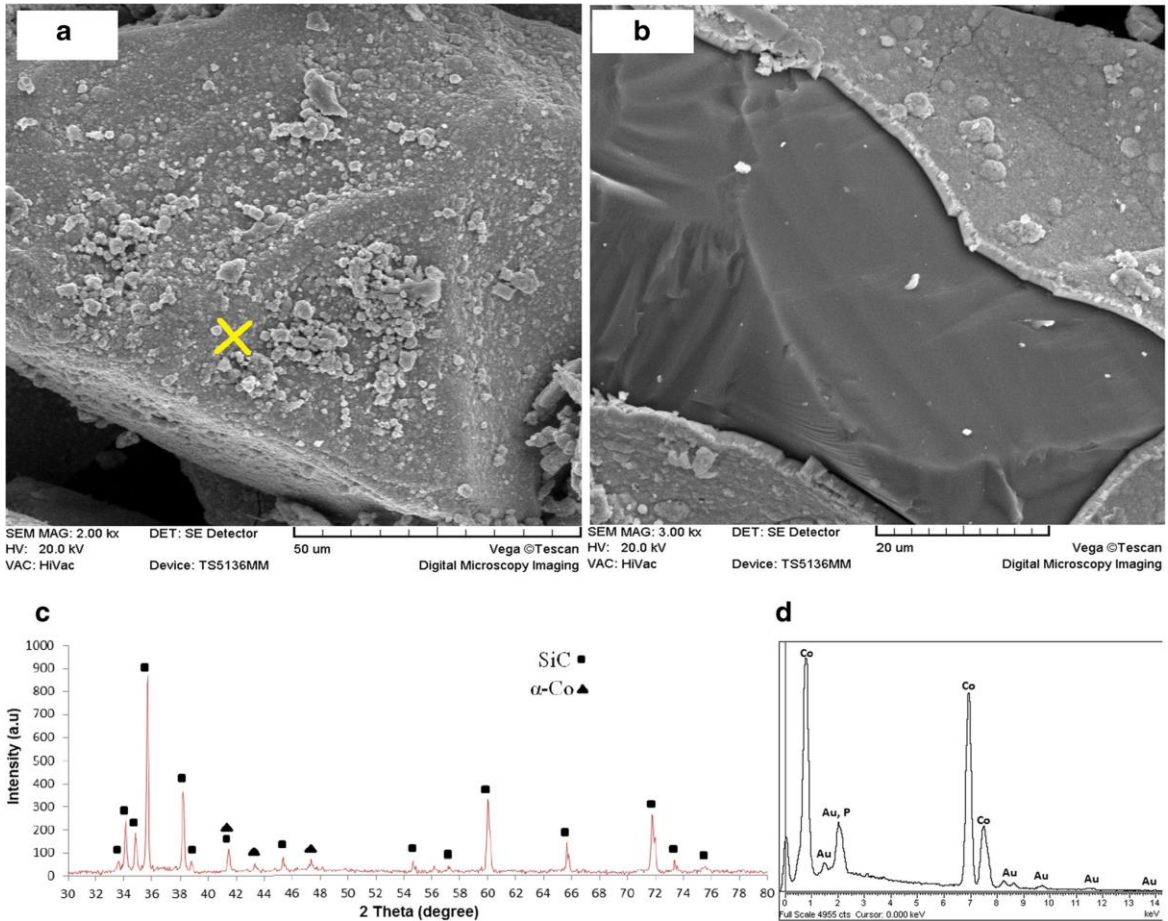 a
SEM MAG: 2.00 kx DET: SE Detector
HV: 20.0 kV 50 um Vega ©Tescan
VAC: HiVac Device: TS5136MM Digital Microscopy Imaging
b
SEM MAG: 3.00 kx DET: SE Detector
HV: 20.0 kV 20 um Vega ©Tescan
VAC: HiVac Device: TS5136MM Digital Microscopy Imaging
c
1000
900
800
700
600
500
400
300
200
100
0
Intensity (a.u)
SiC
α-Co
30 32 34 36 38 40 42 44 46 48 50 52 54 56 58 60 62 64 66 68 70 72 74 76 78 80
2 Theta (degree)
d
Co
Co
Au, P
Co
Au
Au
Au
Au
Au
0 1 2 3 4 5 6 7 8 9 10 11 12 13 14
Full Scale 4955 cts Cursor: 0.000 keV keV